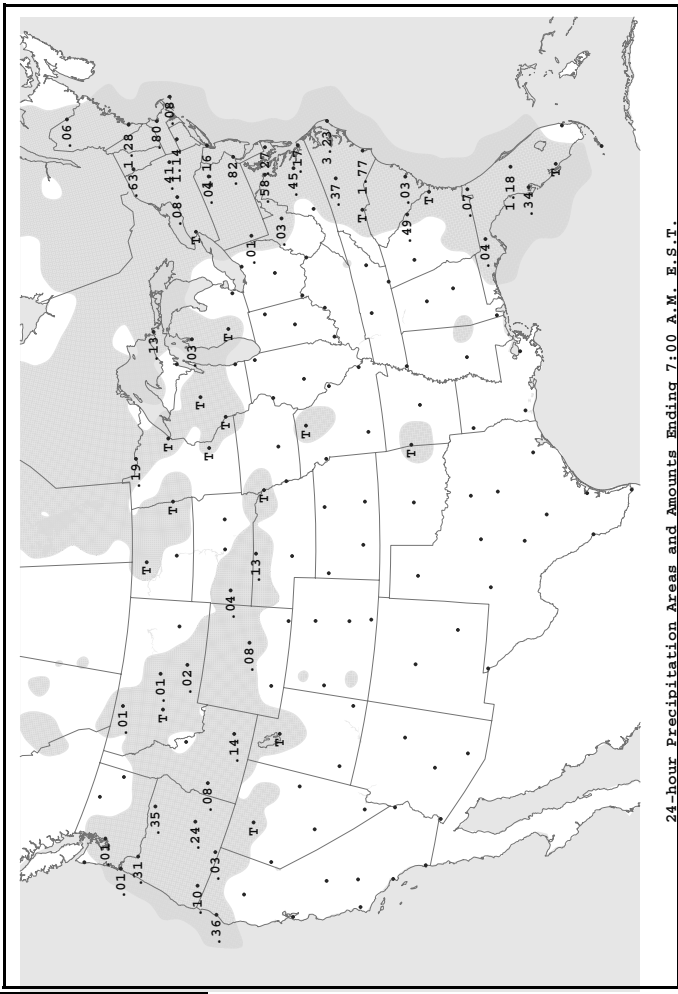 .06
.01
.01
.01
1.28
.63
.19
.31
T
.13
.35
.80
.01
T
.41
.08
T
T
1.14
.08
.02
.03
.24
T
.10
T
.16
.04
.08
T
.03
.36
T
T
.04
.82
.14
.08
.01
T
.13
T
.58
.27
T
.03
.45
.17
T
3.23
.37
T
1.77
.03
.49
T
T
.07
.04
1.18
.34
T
24-hour Precipitation Areas and Amounts Ending 7:00 A.M. E.S.T.